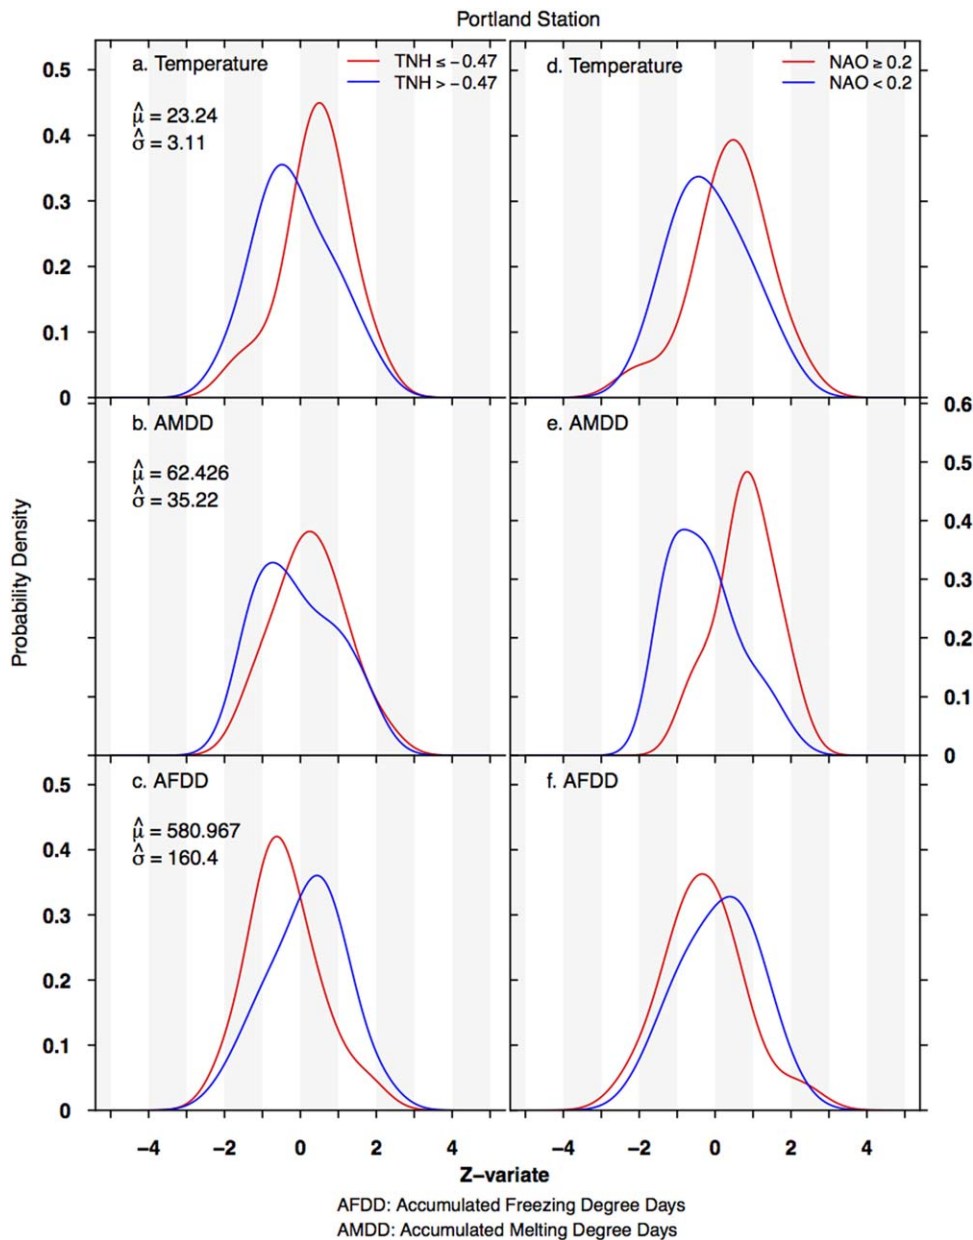 Portland Station
a. Temperature
TNH ≤ −0.47
TNH > −0.47
μ̂ = 23.24
σ̂ = 3.11
d. Temperature
NAO ≥ 0.2
NAO < 0.2
0.5
0.4
0.3
0.2
0.1
0
b. AMDD
μ̂ = 62.426
σ̂ = 35.22
e. AMDD
0.6
0.5
0.4
0.3
0.2
0.1
0
Probability Density
c. AFDD
μ̂ = 580.967
σ̂ = 160.4
f. AFDD
0.5
0.4
0.3
0.2
0.1
0
−4 −2 0 2 4 −4 −2 0 2 4
Z−variate
AFDD: Accumulated Freezing Degree Days
AMDD: Accumulated Melting Degree Days